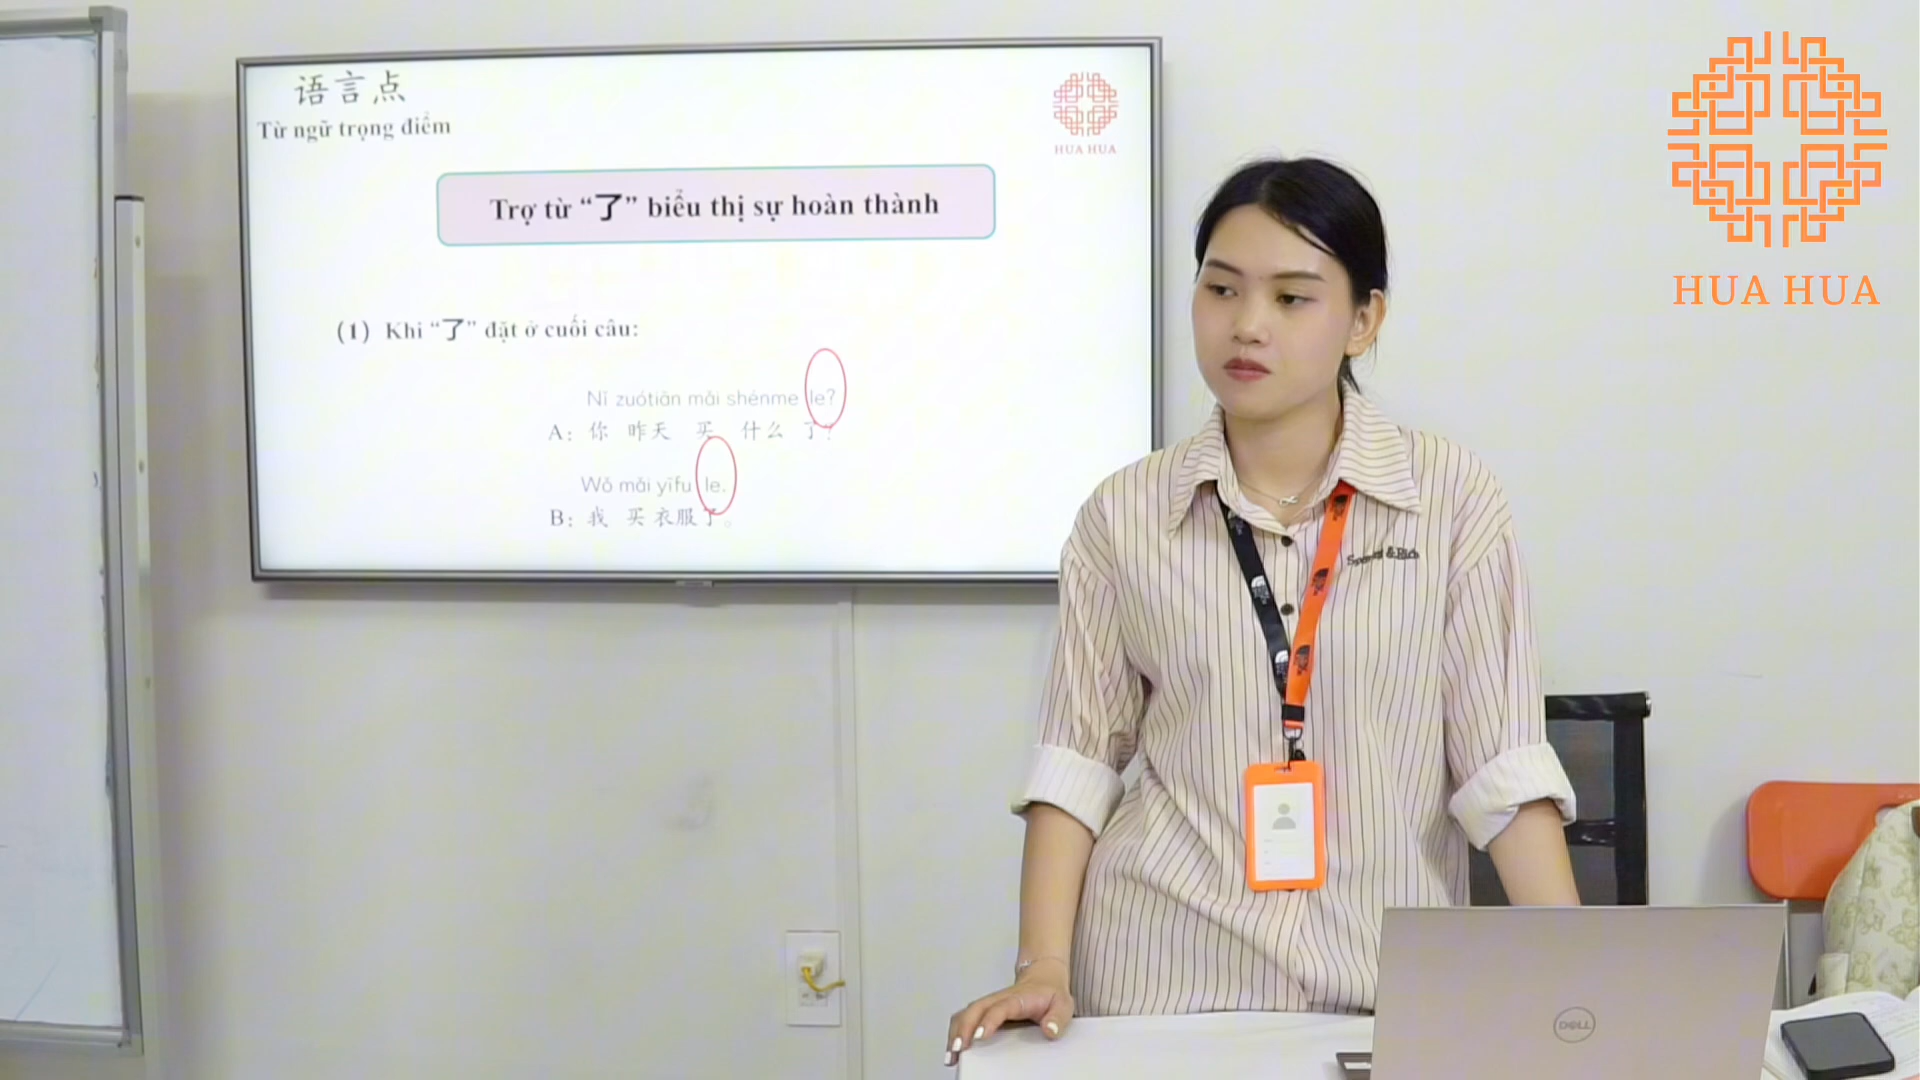 语言点
Từ ngữ trọng điểm
HUA HUA
Trợ từ “了” biểu thị sự hoàn thành
(1) Khi “了” đặt ở cuối câu:
Nǐ zuótiān mǎi shénme le?
A: 你 昨天 买 什么 了?
Wǒ mǎi yīfu le.
B: 我 买 衣服了。
HUA HUA
DELL